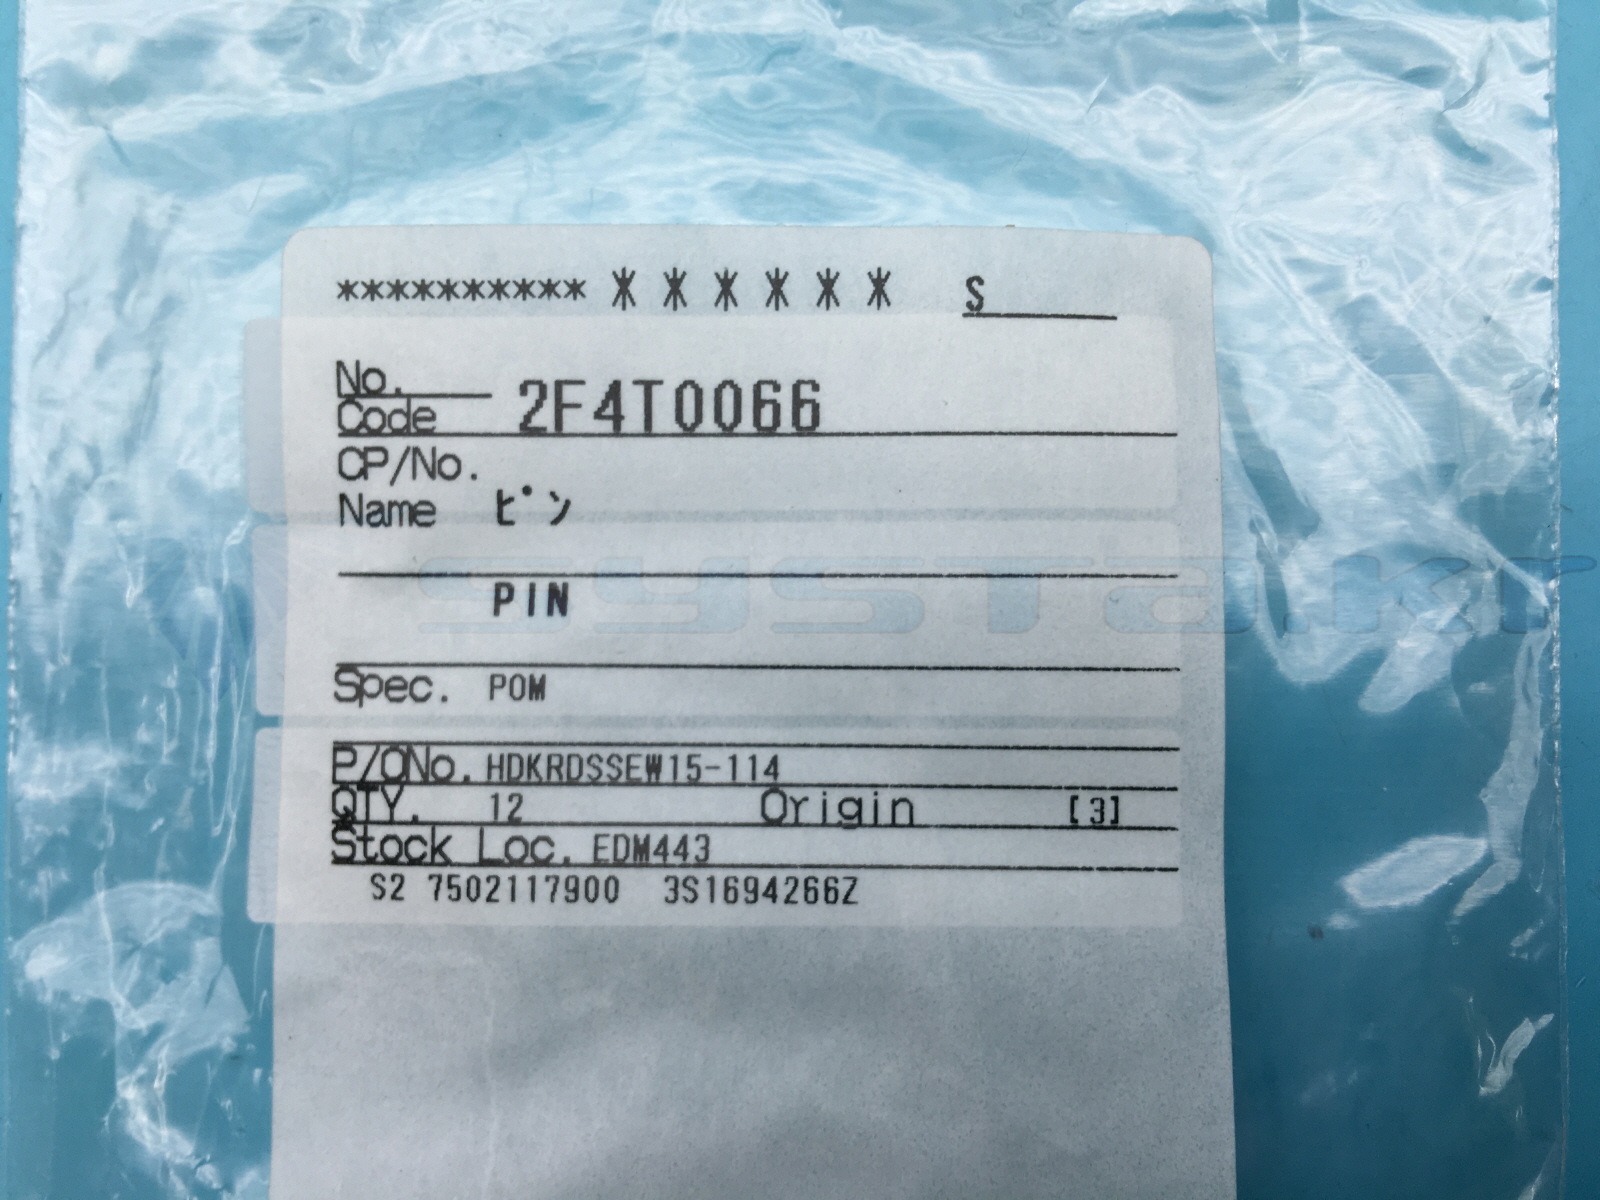 ********** * * * * * * S
No.
Code 2F4T0066
CP/No.
Name ピン
PIN
Spec. POM
P/ONo. HDKRDSSEW15-114
QTY. 12 Origin [3]
Stock Loc. EDM443
S2 7502117900 3S1694266Z
systakr